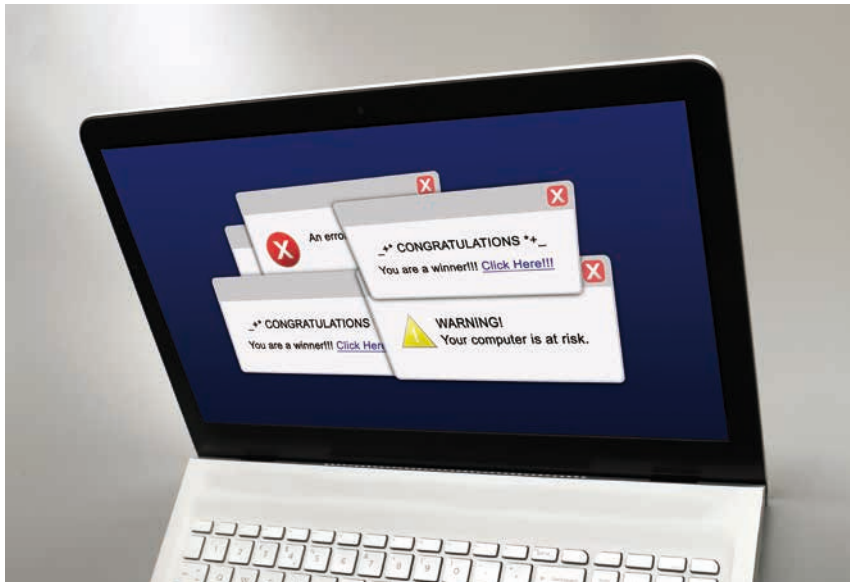 An erro
_+* CONGRATULATIONS *+_
You are a winner!!! Click Here!!!
_+* CONGRATULATIONS
You are a winner!!! Click Her
WARNING!
Your computer is at risk.